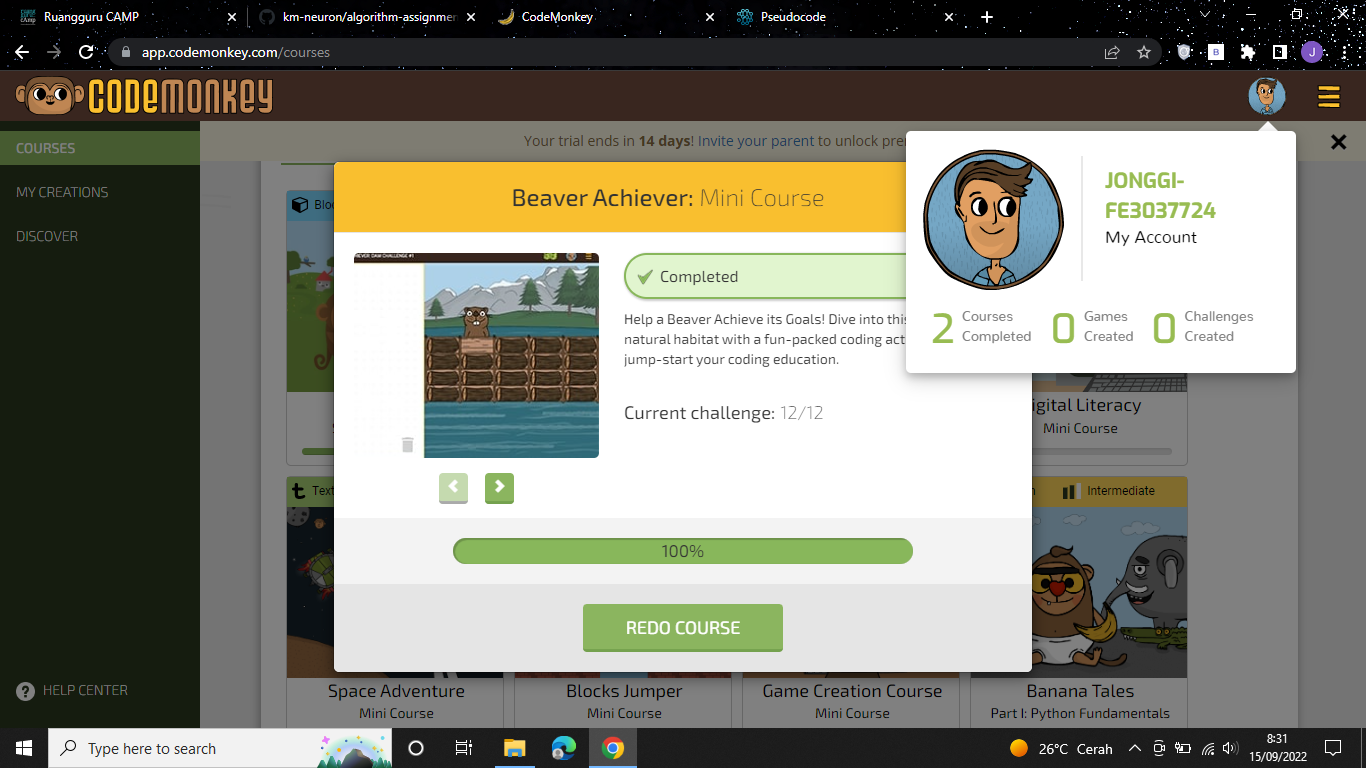 Ruangguru CAMP
km-neuron/algorithm-assignmen
CodeMonkey
Pseudocode
app.codemonkey.com/courses
J
CODEMONKEY
COURSES
MY CREATIONS
DISCOVER
HELP CENTER
Your trial ends in 14 days! Invite your parent to unlock pre
JONGGI-
FE3037724
My Account
2 Courses Completed
0 Games Created
0 Challenges Created
Beaver Achiever: Mini Course
Completed
Help a Beaver Achieve its Goals! Dive into this
natural habitat with a fun-packed coding act
jump-start your coding education.
Current challenge: 12/12
100%
REDO COURSE
Bloc
igital Literacy
Mini Course
Text
Intermediate
Space Adventure
Mini Course
Blocks Jumper
Mini Course
Game Creation Course
Mini Course
Banana Tales
Part I: Python Fundamentals
Type here to search
26°C Cerah
8:31
15/09/2022